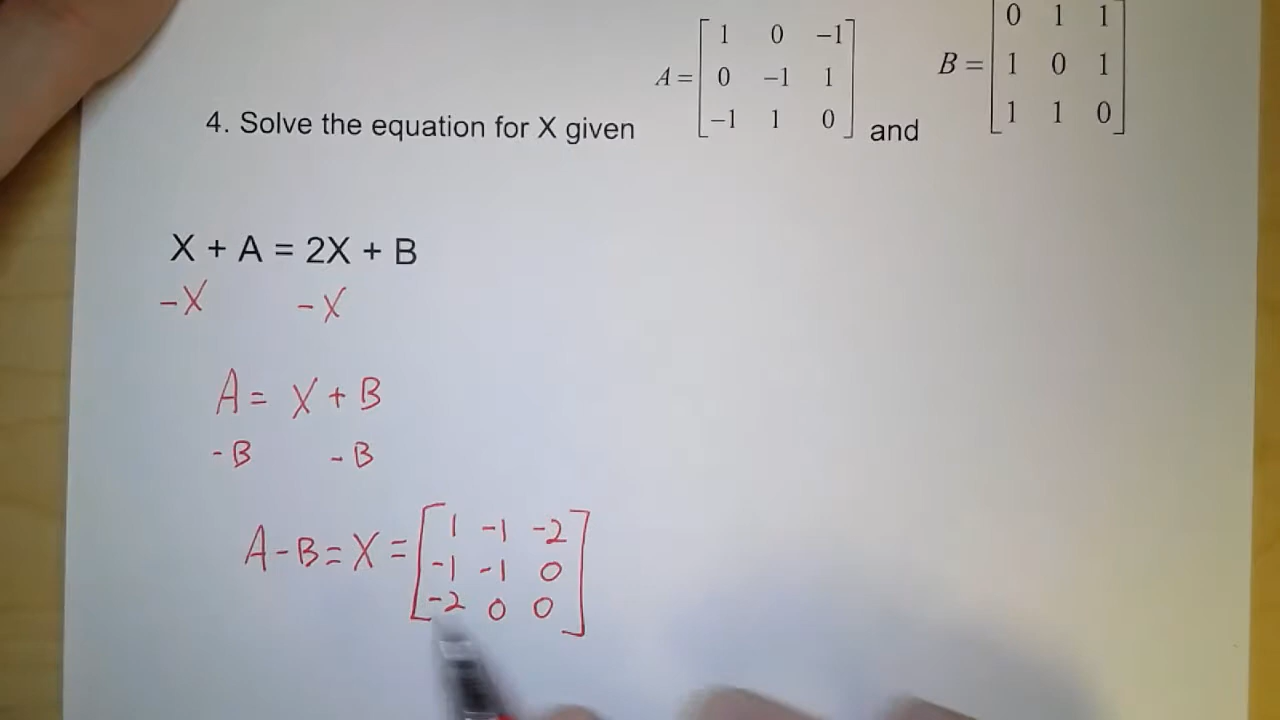 4. Solve the equation for X given A = [ 1 0 −1 ; 0 −1 1 ; −1 1 0 ] and B = [ 0 1 1 ; 1 0 1 ; 1 1 0 ]
X + A = 2X + B
-X -X
A = X + B
-B -B
A-B = X = [ 1 -1 -2 ; -1 -1 0 ; -2 0 0 ]